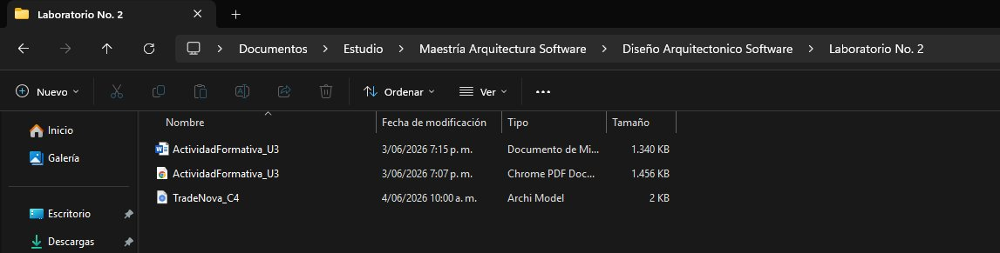 Laboratorio No. 2
Documentos > Estudio > Maestría Arquitectura Software > Diseño Arquitectonico Software > Laboratorio No. 2
Nuevo Ordenar Ver
Nombre Fecha de modificación Tipo Tamaño
Inicio
Galería
Escritorio
Descargas
ActividadFormativa_U3 3/06/2026 7:15 p. m. Documento de Mi... 1.340 KB
ActividadFormativa_U3 3/06/2026 7:07 p. m. Chrome PDF Doc... 1.456 KB
TradeNova_C4 4/06/2026 10:00 a. m. Archi Model 2 KB